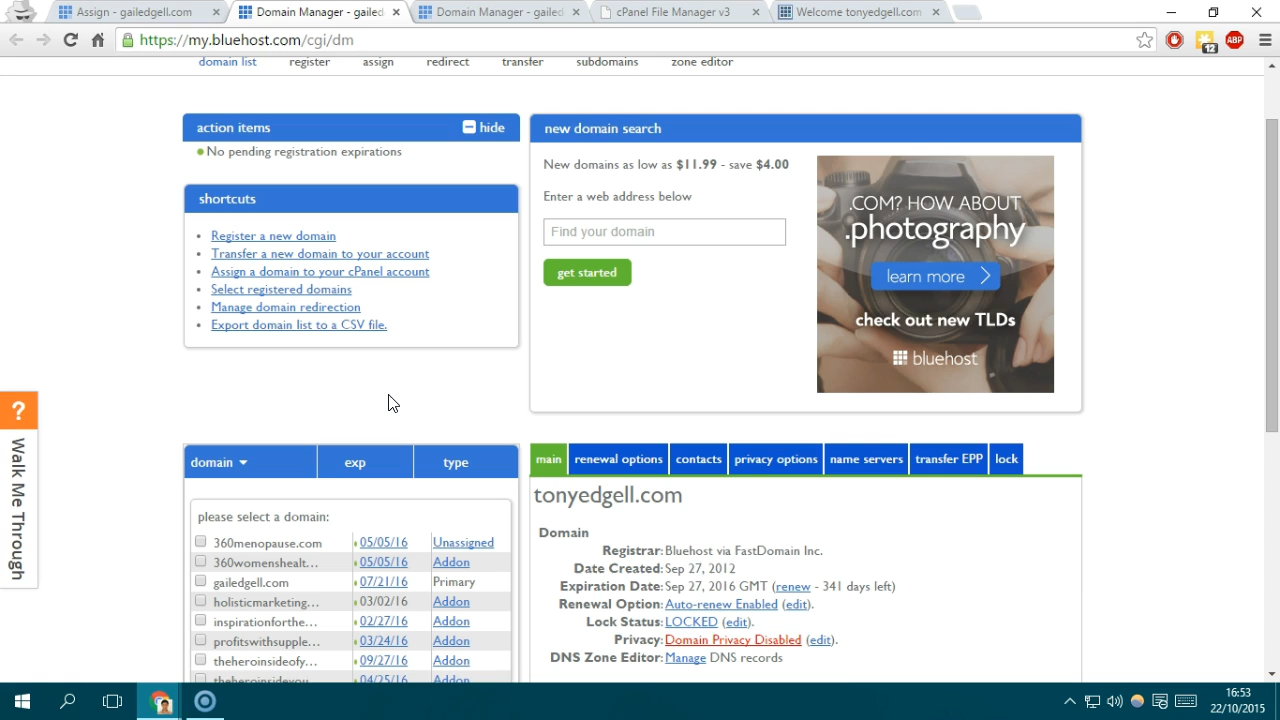 Assign - gailedgell.com
Domain Manager - gailed
Domain Manager - gailed
cPanel File Manager v3
Welcome tonyedgell.com
https://my.bluehost.com/cgi/dm
12
ABP
domain list register assign redirect transfer subdomains zone editor
action items
hide
No pending registration expirations
shortcuts
Register a new domain
Transfer a new domain to your account
Assign a domain to your cPanel account
Select registered domains
Manage domain redirection
Export domain list to a CSV file.
new domain search
New domains as low as $11.99 - save $4.00
Enter a web address below
Find your domain
get started
.COM? HOW ABOUT
.photography
learn more
check out new TLDs
bluehost
?
Walk Me Through
domain exp type
please select a domain:
360menopause.com 05/05/16 Unassigned
360womenshealt... 05/05/16 Addon
gailedgell.com 07/21/16 Primary
holisticmarketing... 03/02/16 Addon
inspirationforthe... 02/27/16 Addon
profitswithsupple... 03/24/16 Addon
theheroinsideofy... 09/27/16 Addon
theheroinsideyou... 04/25/16 Addon
main renewal options contacts privacy options name servers transfer EPP lock
tonyedgell.com
Domain
Registrar: Bluehost via FastDomain Inc.
Date Created: Sep 27, 2012
Expiration Date: Sep 27, 2016 GMT (renew - 341 days left)
Renewal Option: Auto-renew Enabled (edit).
Lock Status: LOCKED (edit).
Privacy: Domain Privacy Disabled (edit).
DNS Zone Editor: Manage DNS records
16:53
22/10/2015